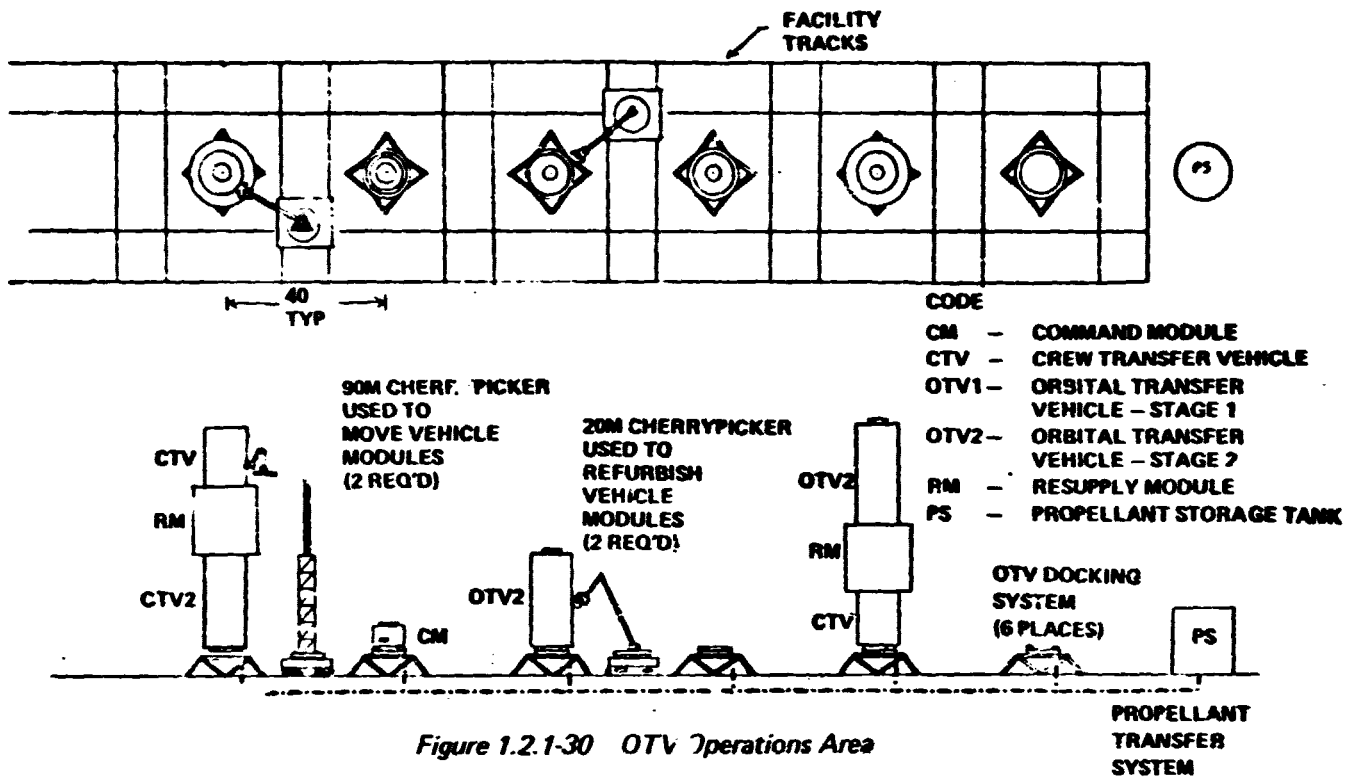 FACILITY
TRACKS
PS
40
TYP
CODE
CM – COMMAND MODULE
CTV – CREW TRANSFER VEHICLE
OTV1 – ORBITAL TRANSFER
VEHICLE – STAGE 1
OTV2 – ORBITAL TRANSFER
VEHICLE – STAGE 2
RM – RESUPPLY MODULE
PS – PROPELLANT STORAGE TANK
90M CHERF. PICKER
USED TO
MOVE VEHICLE
MODULES
(2 REQ'D)
20M CHERRYPICKER
USED TO
REFURBISH
VEHICLE
MODULES
(2 REQ'D)
CTV
RM
CTV2
CM
OTV2
OTV2
RM
CTV
OTV DOCKING
SYSTEM
(6 PLACES)
PS
PROPELLANT
TRANSFER
SYSTEM
Figure 1.2.1-30 OTV Operations Area